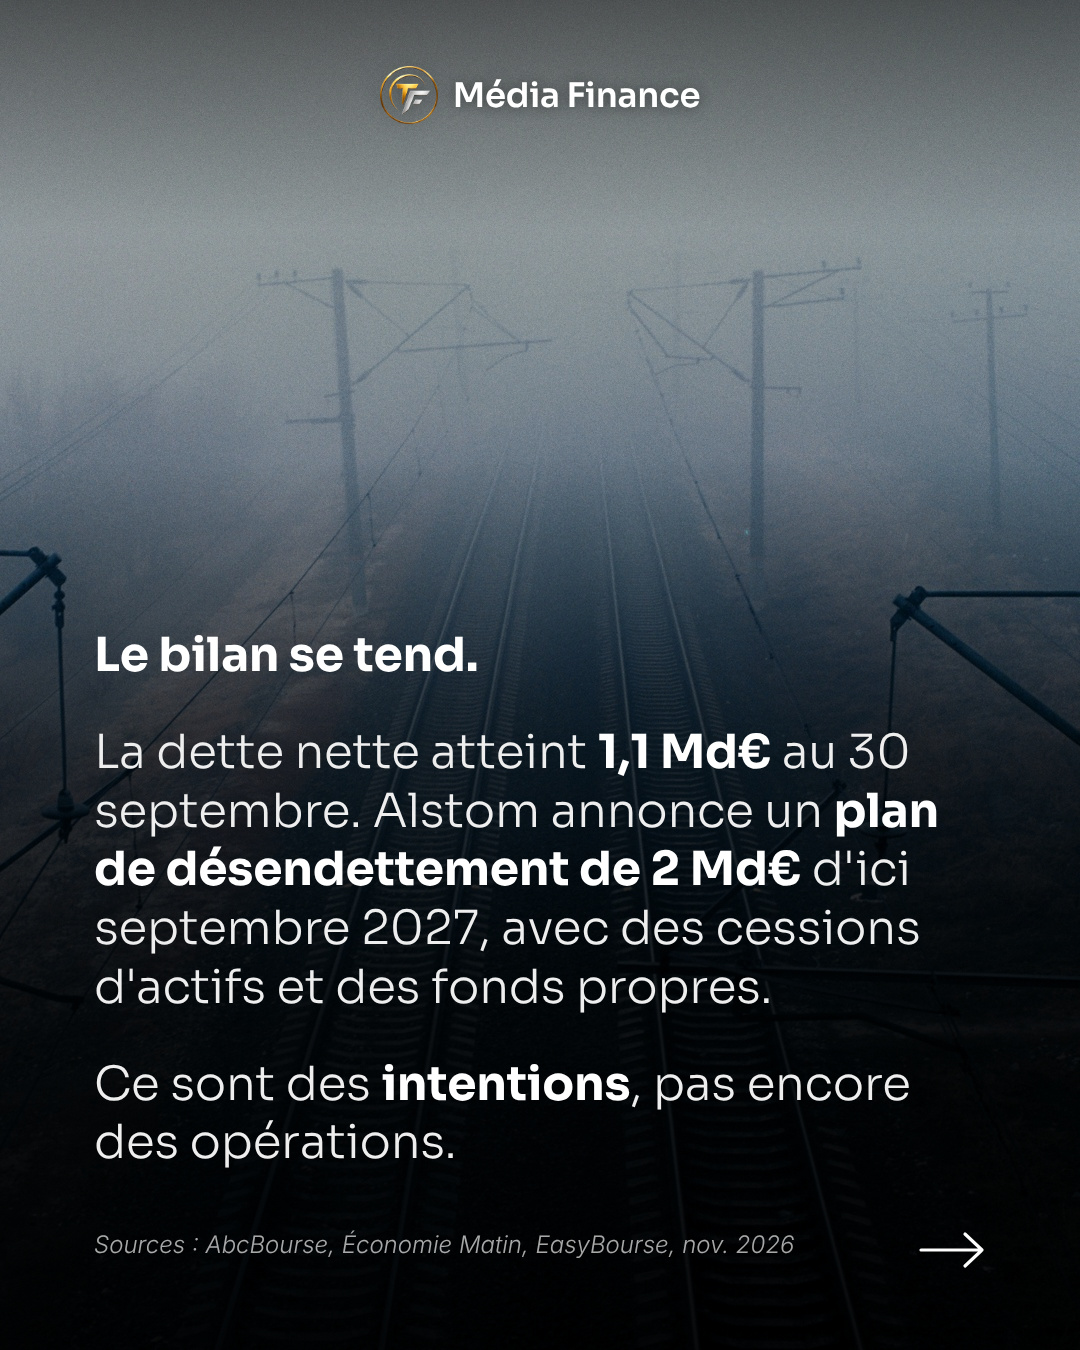 TF Média Finance
Le bilan se tend.
La dette nette atteint 1,1 Md€ au 30
septembre. Alstom annonce un plan
de désendettement de 2 Md€ d'ici
septembre 2027, avec des cessions
d'actifs et des fonds propres.
Ce sont des intentions, pas encore
des opérations.
Sources : AbcBourse, Économie Matin, EasyBourse, nov. 2026